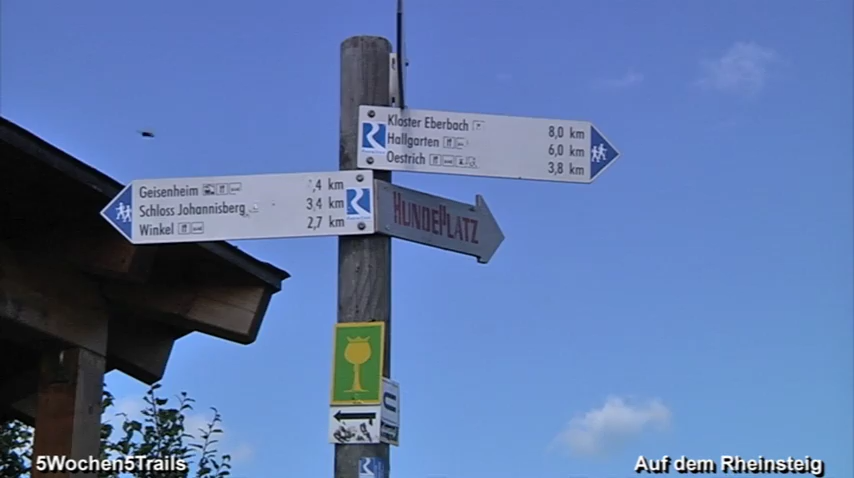 Kloster Eberbach 8,0 km
Hallgarten 6,0 km
Oestrich 3,8 km
Geisenheim km
Schloss Johannisberg 3,4 km
Winkel 2,7 km
HUNDEPLATZ
5Wochen5Trails
Auf dem Rheinsteig